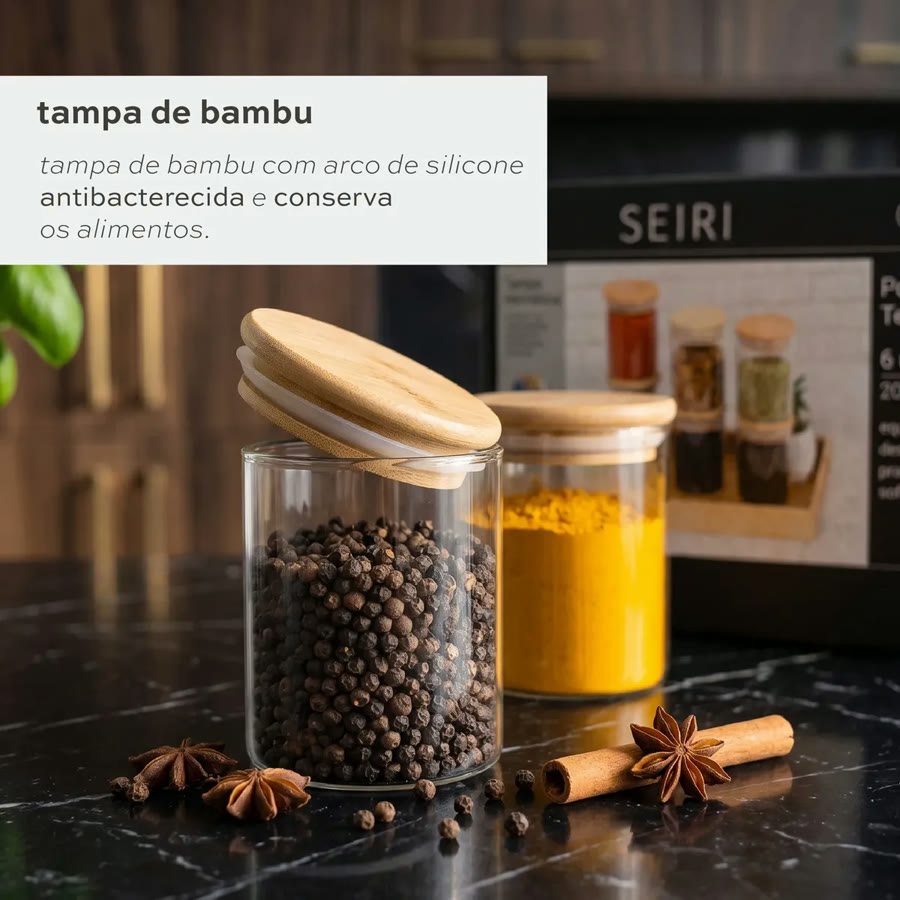 tampa de bambu
tampa de bambu com arco de silicone
antibacterecida e conserva
os alimentos.
SEIRI